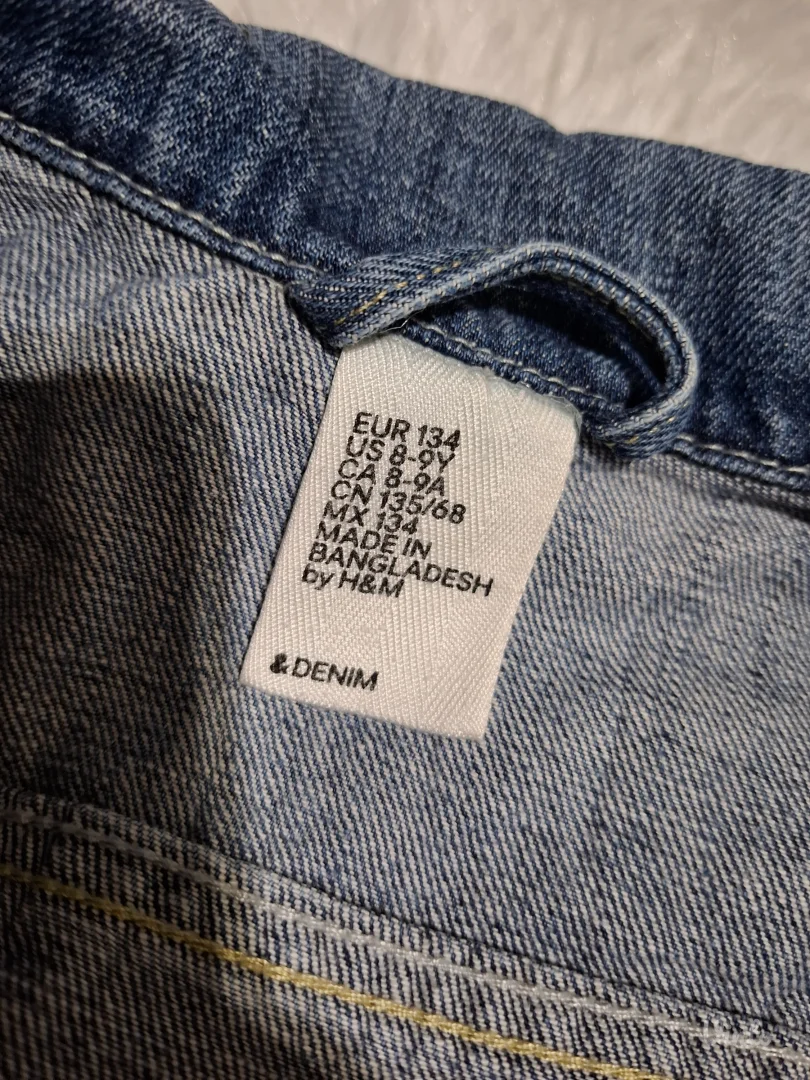 EUR 134
US 8-9Y
CA 8-9A
CN 135/68
MX 134
MADE IN
BANGLADESH
by H&M
& DENIM